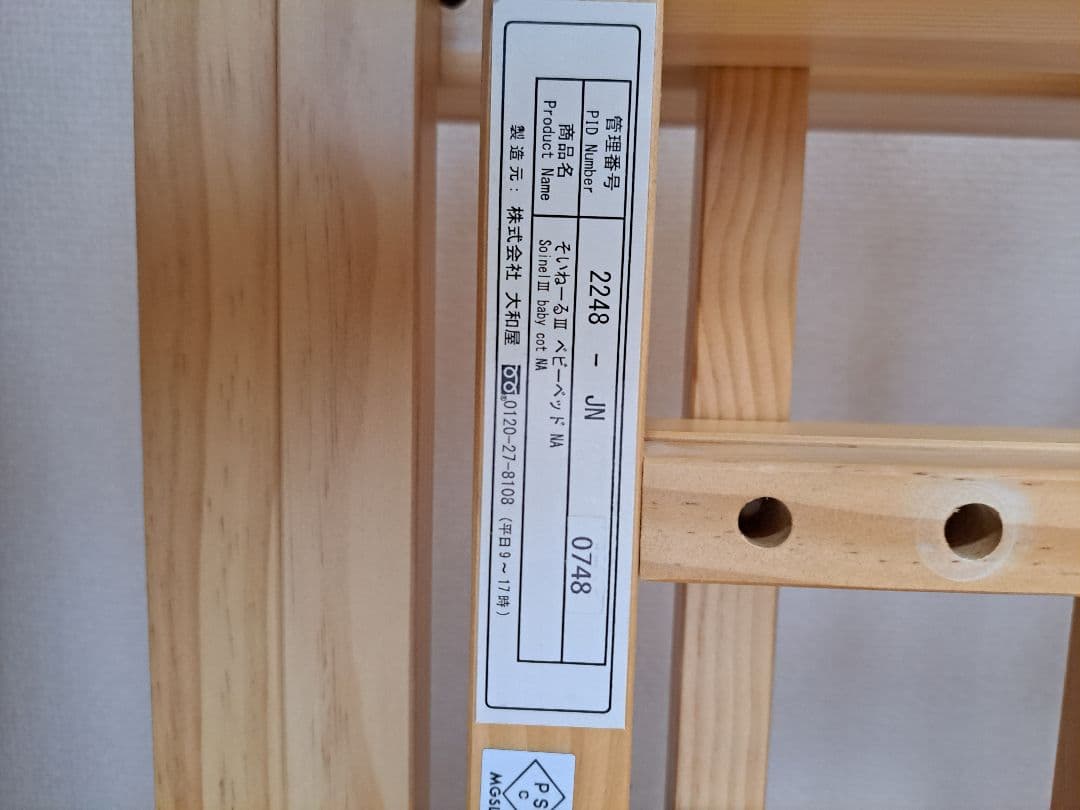 管理番号
PID Number
2248 - JN 0748
商品名
Product Name
そいねーるⅢ ベビーベッド NA
SoinelⅢ baby cot NA
製造元： 株式会社 大和屋 0120-27-8108 (平日9～17時)
PS
C